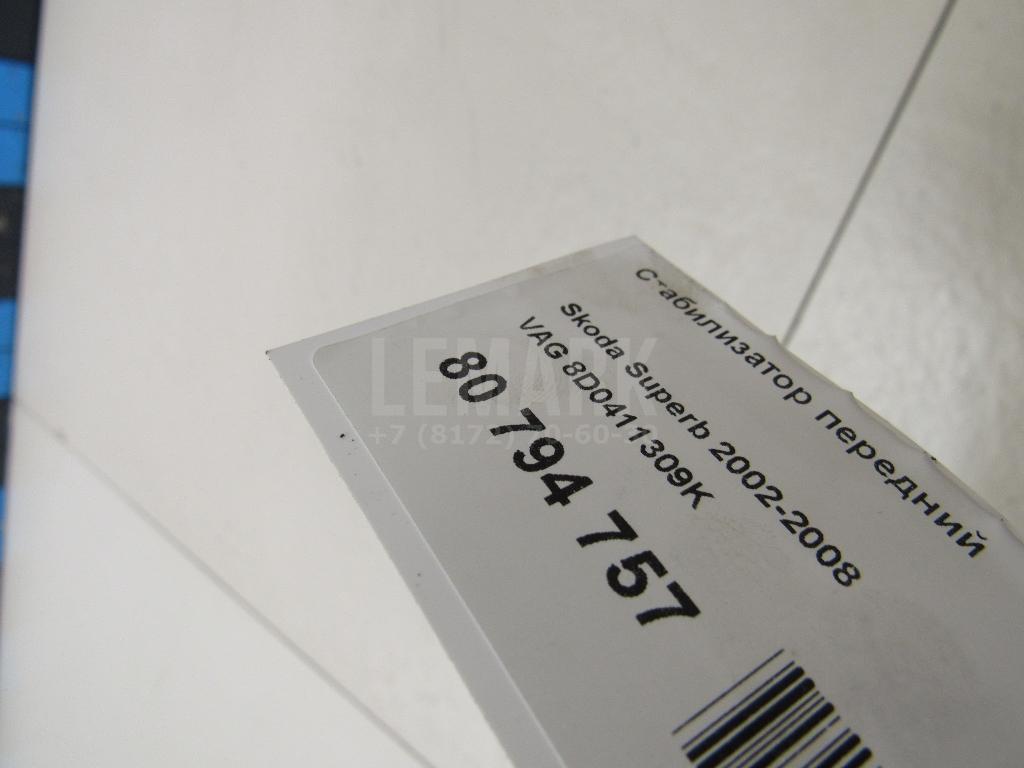 Стабилизатор передний
Skoda Superb 2002-2008
VAG 8D0411309K
80 794 757
LEMARK